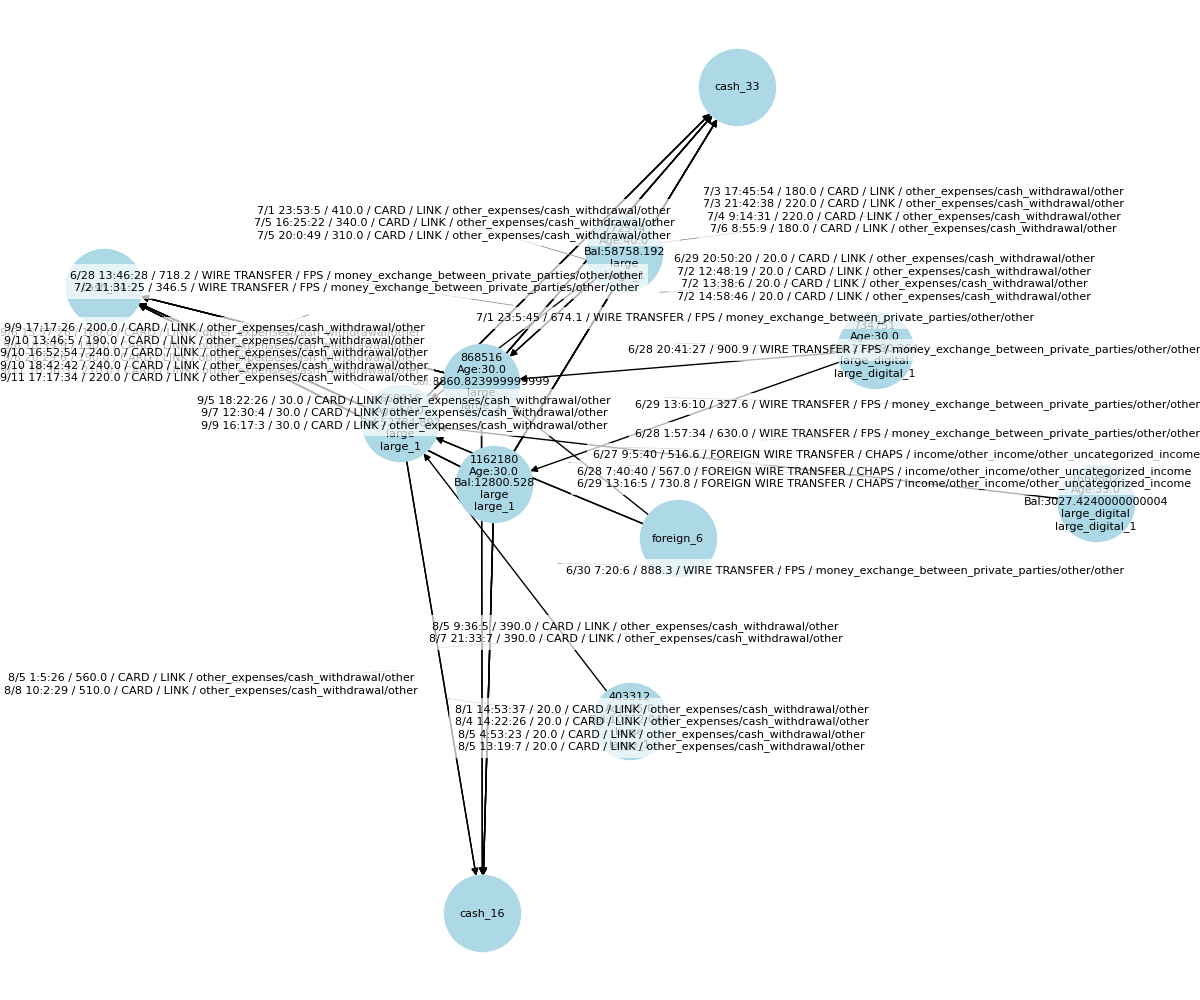 cash_33
7/3 17:45:54 / 180.0 / CARD / LINK / other_expenses/cash_withdrawal/other
7/3 21:42:38 / 220.0 / CARD / LINK / other_expenses/cash_withdrawal/other
7/4 9:14:31 / 220.0 / CARD / LINK / other_expenses/cash_withdrawal/other
7/6 8:55:9 / 180.0 / CARD / LINK / other_expenses/cash_withdrawal/other
7/1 23:53:5 / 410.0 / CARD / LINK / other_expenses/cash_withdrawal/other
7/5 16:25:22 / 340.0 / CARD / LINK / other_expenses/cash_withdrawal/other
7/5 20:0:49 / 310.0 / CARD / LINK / other_expenses/cash_withdrawal/other
Age:40.0
Bal:58758.192
large
6/29 20:50:20 / 20.0 / CARD / LINK / other_expenses/cash_withdrawal/other
7/2 12:48:19 / 20.0 / CARD / LINK / other_expenses/cash_withdrawal/other
7/2 13:38:6 / 20.0 / CARD / LINK / other_expenses/cash_withdrawal/other
7/2 14:58:46 / 20.0 / CARD / LINK / other_expenses/cash_withdrawal/other
6/28 13:46:28 / 718.2 / WIRE TRANSFER / FPS / money_exchange_between_private_parties/other/other
7/2 11:31:25 / 346.5 / WIRE TRANSFER / FPS / money_exchange_between_private_parties/other/other
7/1 23:5:45 / 674.1 / WIRE TRANSFER / FPS / money_exchange_between_private_parties/other/other
9/9 17:17:26 / 200.0 / CARD / LINK / other_expenses/cash_withdrawal/other
9/10 13:46:5 / 190.0 / CARD / LINK / other_expenses/cash_withdrawal/other
9/10 16:52:54 / 240.0 / CARD / LINK / other_expenses/cash_withdrawal/other
9/10 18:42:42 / 240.0 / CARD / LINK / other_expenses/cash_withdrawal/other
9/11 17:17:34 / 220.0 / CARD / LINK / other_expenses/cash_withdrawal/other
Age:30.0
large_digital
large_digital_1
6/28 20:41:27 / 900.9 / WIRE TRANSFER / FPS / money_exchange_between_private_parties/other/other
868516
Age:30.0
Bal:8860.823999999999
large
9/5 18:22:26 / 30.0 / CARD / LINK / other_expenses/cash_withdrawal/other
9/7 12:30:4 / 30.0 / CARD / LINK / other_expenses/cash_withdrawal/other
9/9 16:17:3 / 30.0 / CARD / LINK / other_expenses/cash_withdrawal/other
6/29 13:6:10 / 327.6 / WIRE TRANSFER / FPS / money_exchange_between_private_parties/other/other
large
large_1
6/28 1:57:34 / 630.0 / WIRE TRANSFER / FPS / money_exchange_between_private_parties/other/other
6/27 9:5:40 / 516.6 / FOREIGN WIRE TRANSFER / CHAPS / income/other_income/other_uncategorized_income
6/28 7:40:40 / 567.0 / FOREIGN WIRE TRANSFER / CHAPS / income/other_income/other_uncategorized_income
6/29 13:16:5 / 730.8 / FOREIGN WIRE TRANSFER / CHAPS / income/other_income/other_uncategorized_income
1162180
Age:30.0
Bal:12800.528
large
large_1
Bal:3027.4240000000004
large_digital
large_digital_1
foreign_6
6/30 7:20:6 / 888.3 / WIRE TRANSFER / FPS / money_exchange_between_private_parties/other/other
8/5 9:36:5 / 390.0 / CARD / LINK / other_expenses/cash_withdrawal/other
8/7 21:33:7 / 390.0 / CARD / LINK / other_expenses/cash_withdrawal/other
8/5 1:5:26 / 560.0 / CARD / LINK / other_expenses/cash_withdrawal/other
8/8 10:2:29 / 510.0 / CARD / LINK / other_expenses/cash_withdrawal/other
403312
8/1 14:53:37 / 20.0 / CARD / LINK / other_expenses/cash_withdrawal/other
8/4 14:22:26 / 20.0 / CARD / LINK / other_expenses/cash_withdrawal/other
8/5 4:53:23 / 20.0 / CARD / LINK / other_expenses/cash_withdrawal/other
8/5 13:19:7 / 20.0 / CARD / LINK / other_expenses/cash_withdrawal/other
cash_16